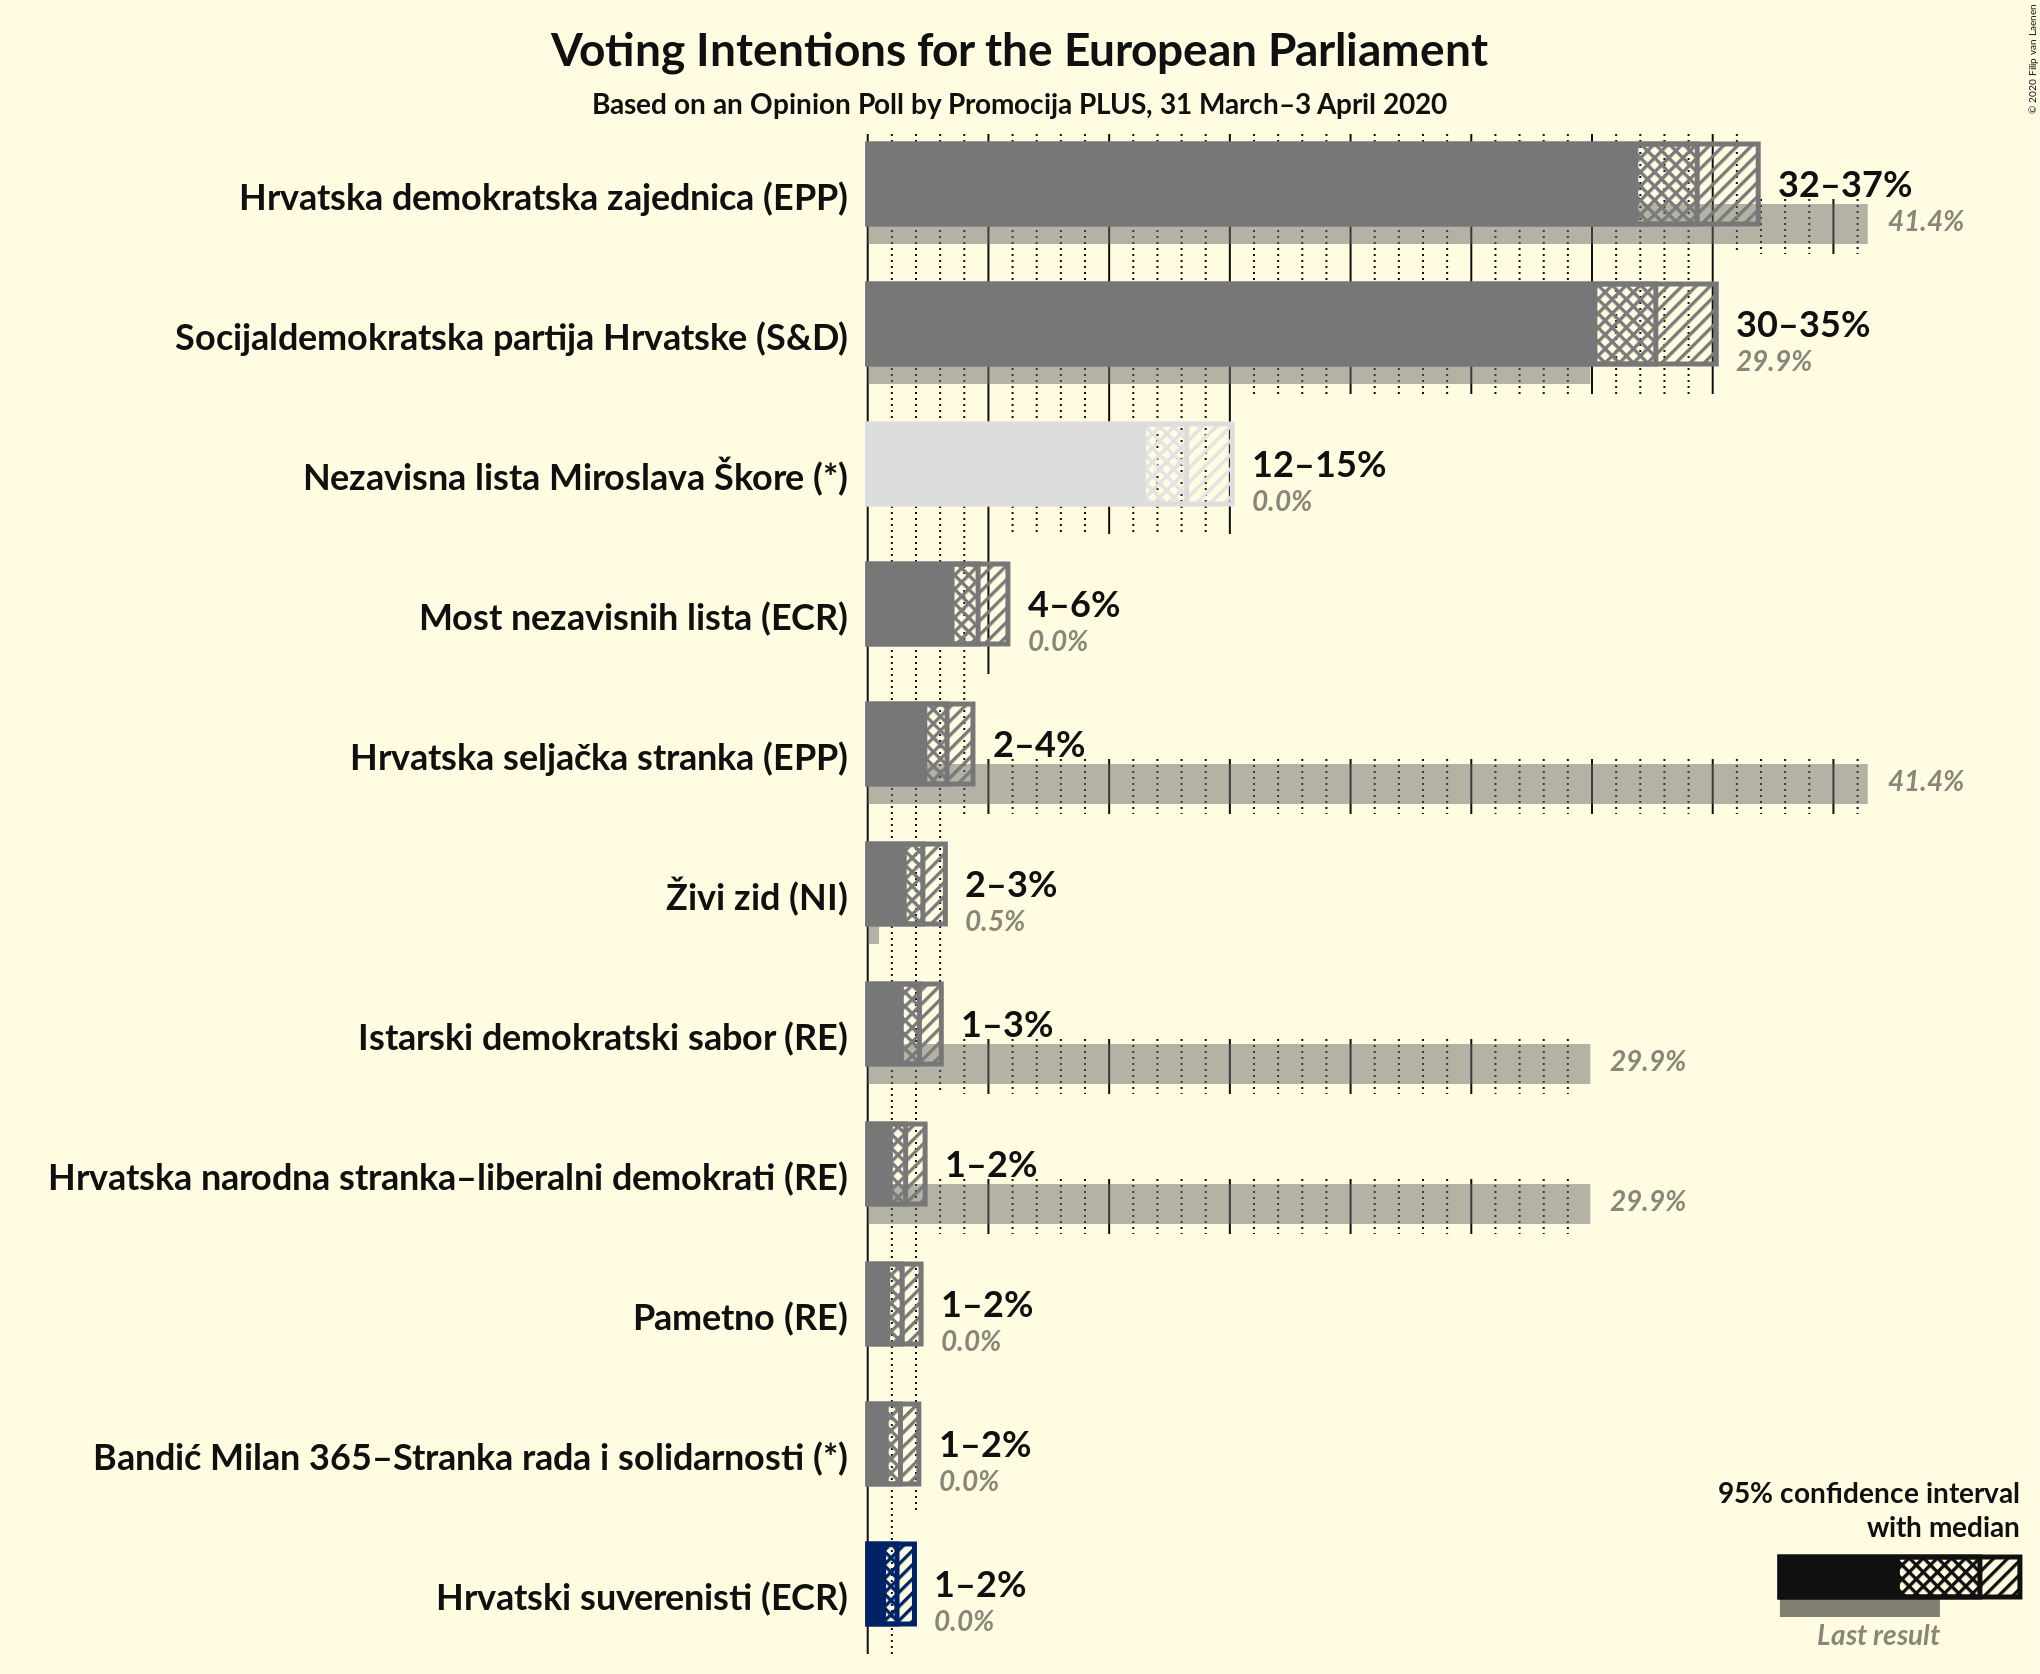 Voting Intentions for the European Parliament
Based on an Opinion Poll by Promocija PLUS, 31 March–3 April 2020
© 2020 Filip van Laenen
Hrvatska demokratska zajednica (EPP)
32–37%
41.4%
Socijaldemokratska partija Hrvatske (S&D)
30–35%
29.9%
Nezavisna lista Miroslava Škore (*)
12–15%
0.0%
Most nezavisnih lista (ECR)
4–6%
0.0%
Hrvatska seljačka stranka (EPP)
2–4%
41.4%
Živi zid (NI)
2–3%
0.5%
Istarski demokratski sabor (RE)
1–3%
29.9%
Hrvatska narodna stranka–liberalni demokrati (RE)
1–2%
29.9%
Pametno (RE)
1–2%
0.0%
Bandić Milan 365–Stranka rada i solidarnosti (*)
1–2%
0.0%
Hrvatski suverenisti (ECR)
1–2%
0.0%
95% confidence interval
with median
Last result